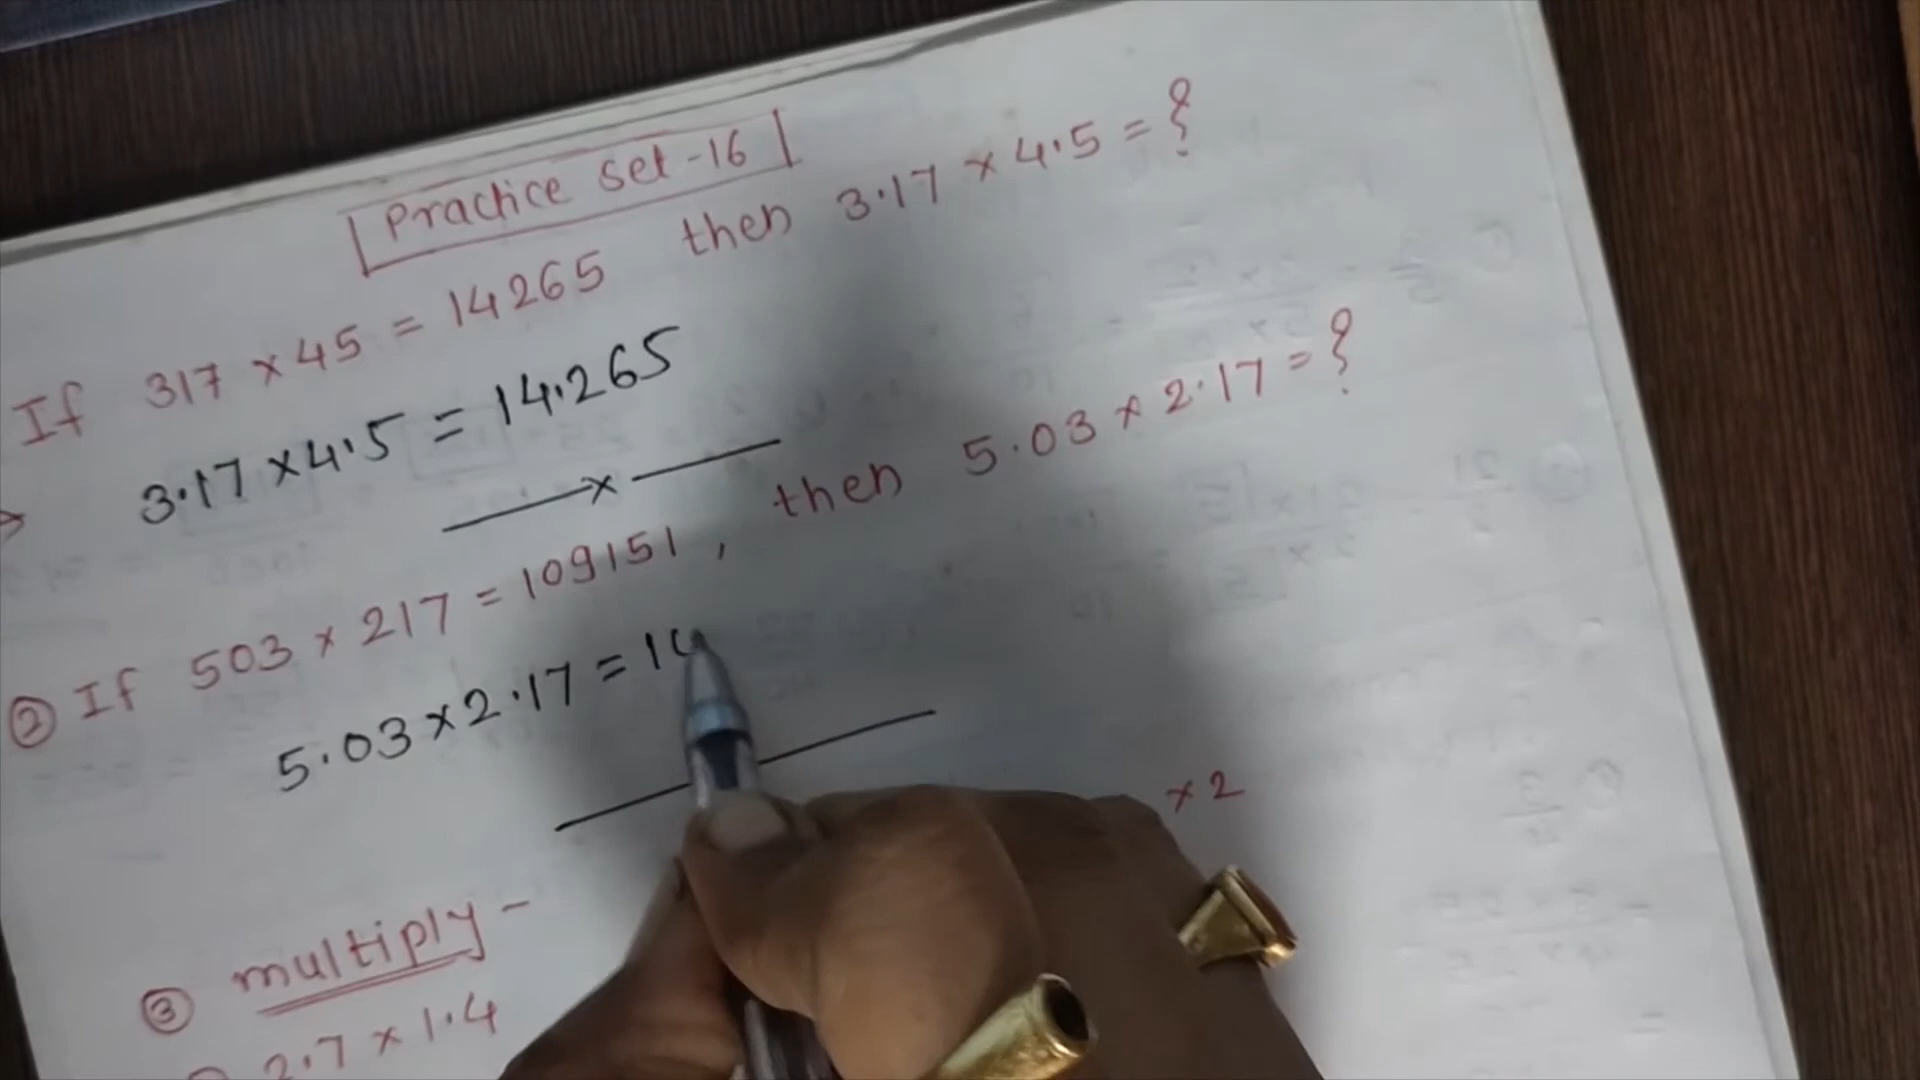 Practice set-16
If 317 × 45 = 14265 then 3.17 × 4.5 = ?
3.17 × 4.5 = 14.265
×
② If 503 × 217 = 109151, then 5.03 × 2.17 = ?
5.03 × 2.17 = 10
× 2
③ multiply -
2.7 × 1.4